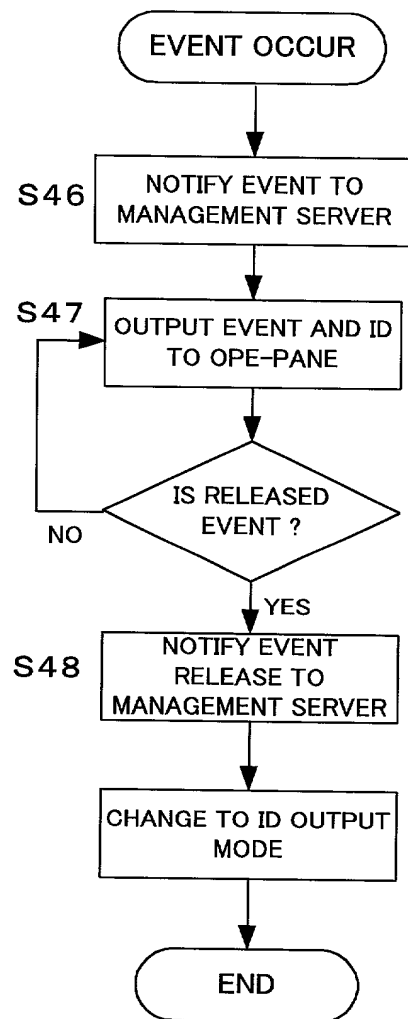 EVENT OCCUR
S46
NOTIFY EVENT TO
MANAGEMENT SERVER
S47
OUTPUT EVENT AND ID
TO OPE-PANE
IS RELEASED
EVENT ?
NO
YES
S48
NOTIFY EVENT
RELEASE TO
MANAGEMENT SERVER
CHANGE TO ID OUTPUT
MODE
END